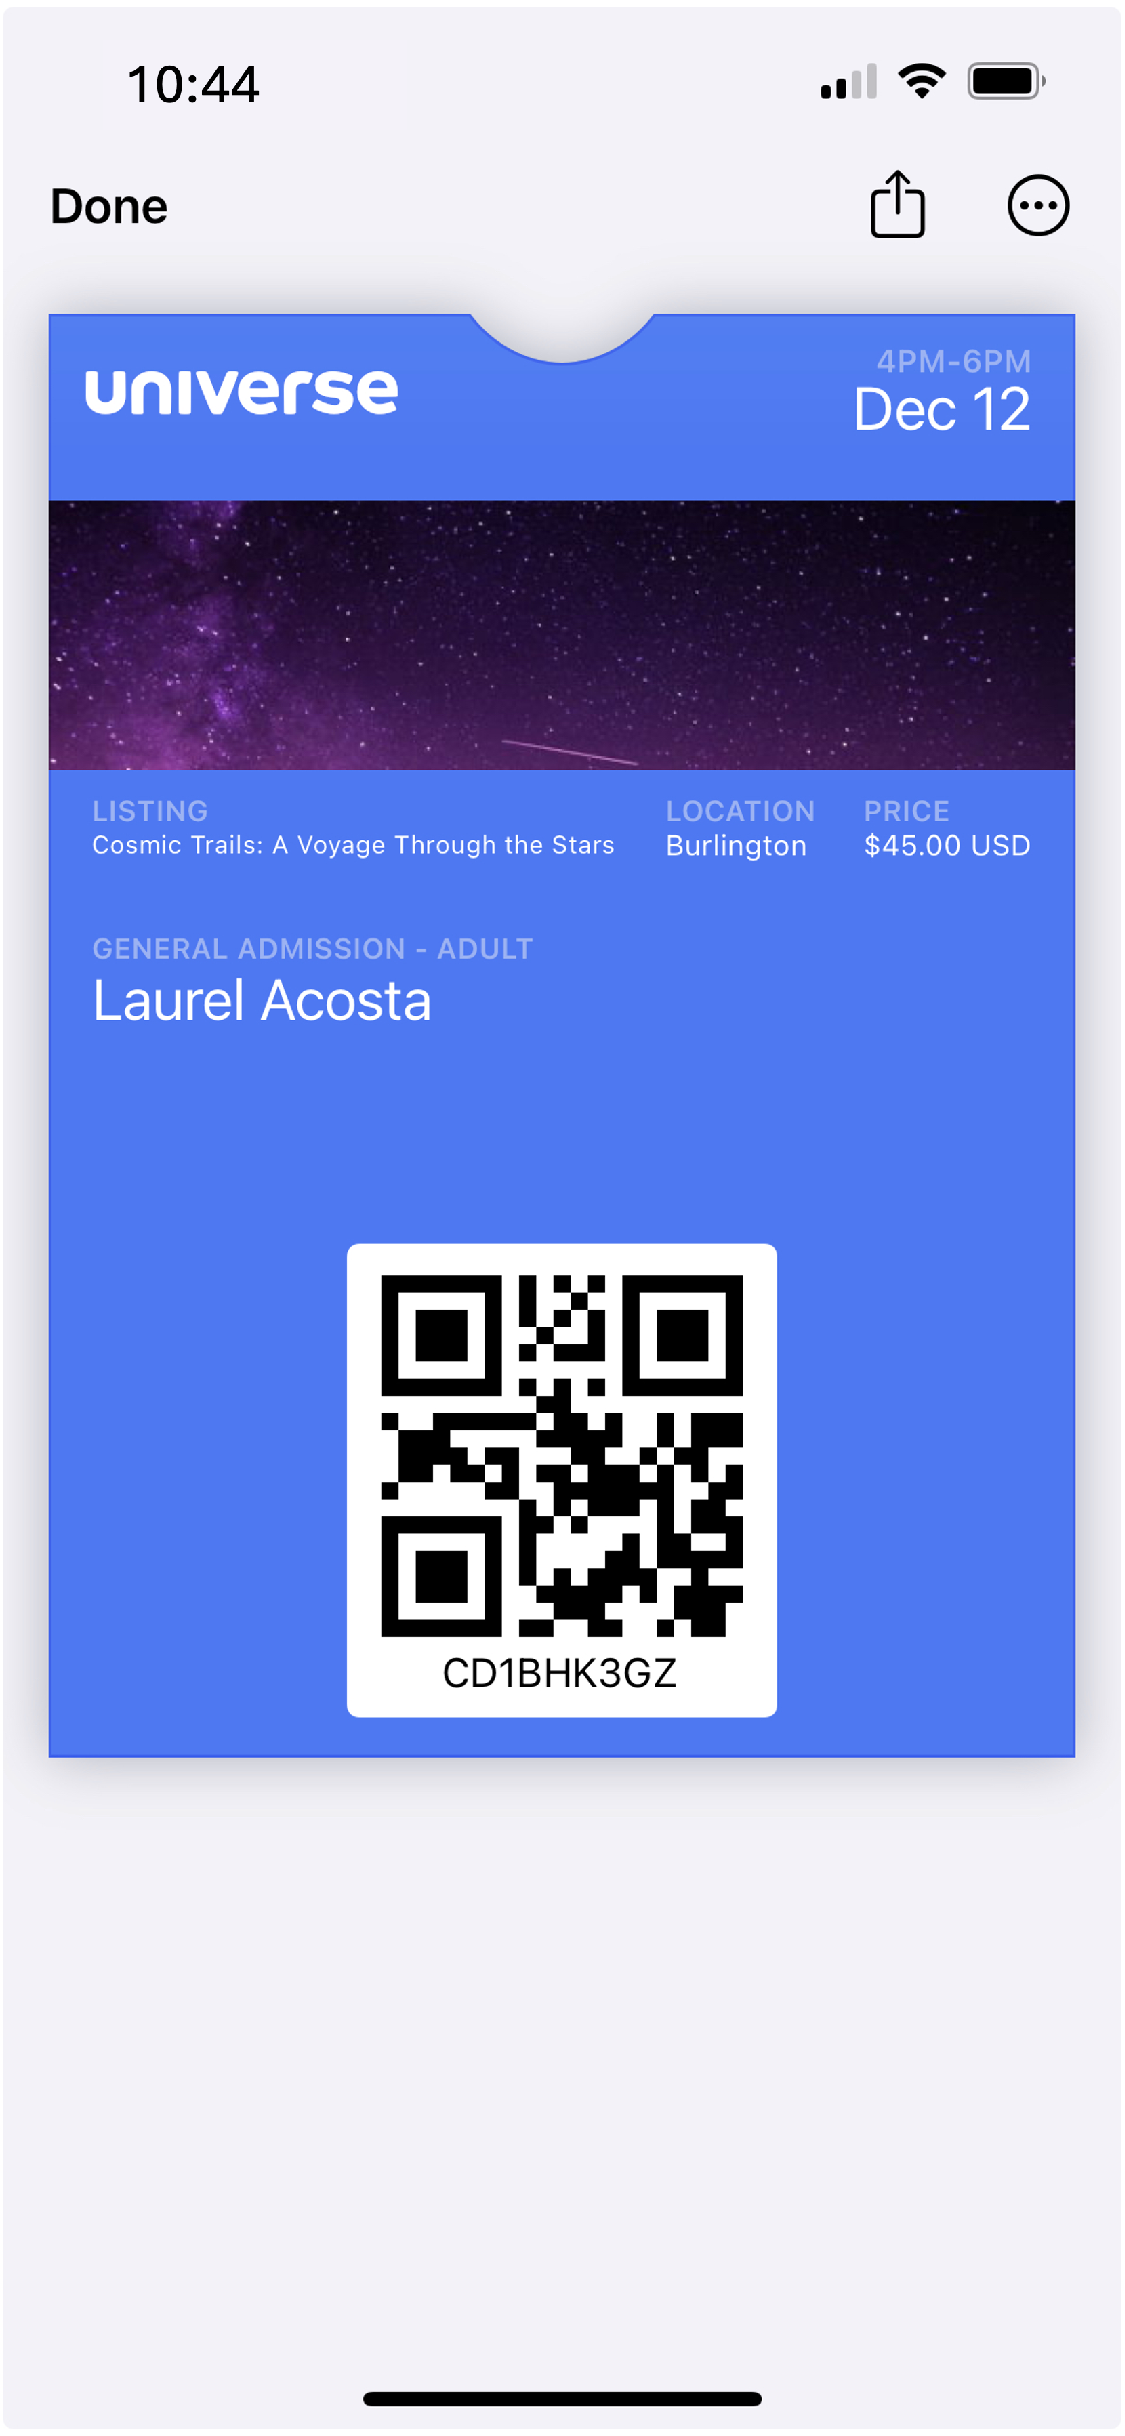 10:44
Done
universe
4PM-6PM
Dec 12
LISTING LOCATION PRICE
Cosmic Trails: A Voyage Through the Stars Burlington $45.00 USD
GENERAL ADMISSION - ADULT
Laurel Acosta
CD1BHK3GZ